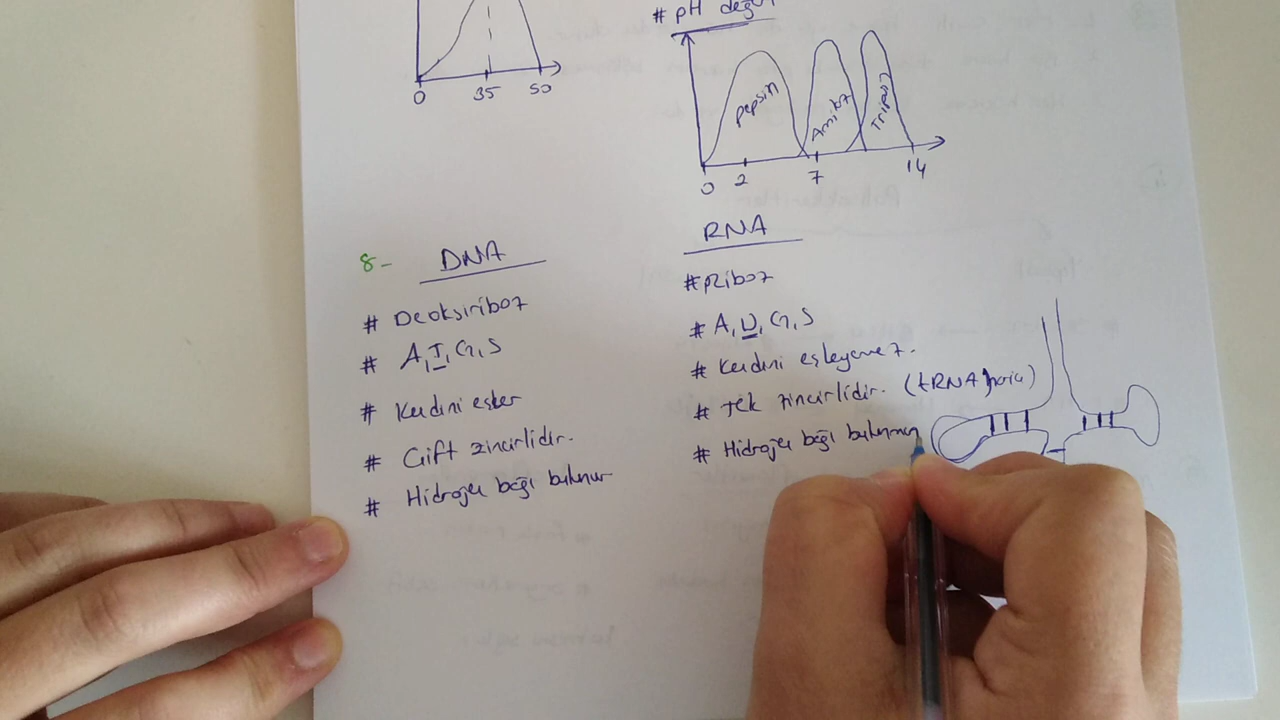 # pH değeri
0 35 50
pepsin Amilaz Tripsin
0 2 7 14
8- DNA
# Deoksiriboz
# A, T, G, S
# Kendini eşler
# Çift zincirlidir.
# Hidrojen bağı bulunur
RNA
# Riboz
# A, U, G, S
# Kendini eşleyemez.
# Tek zincirlidir. (tRNA hariç)
# Hidrojen bağı bulunmaz